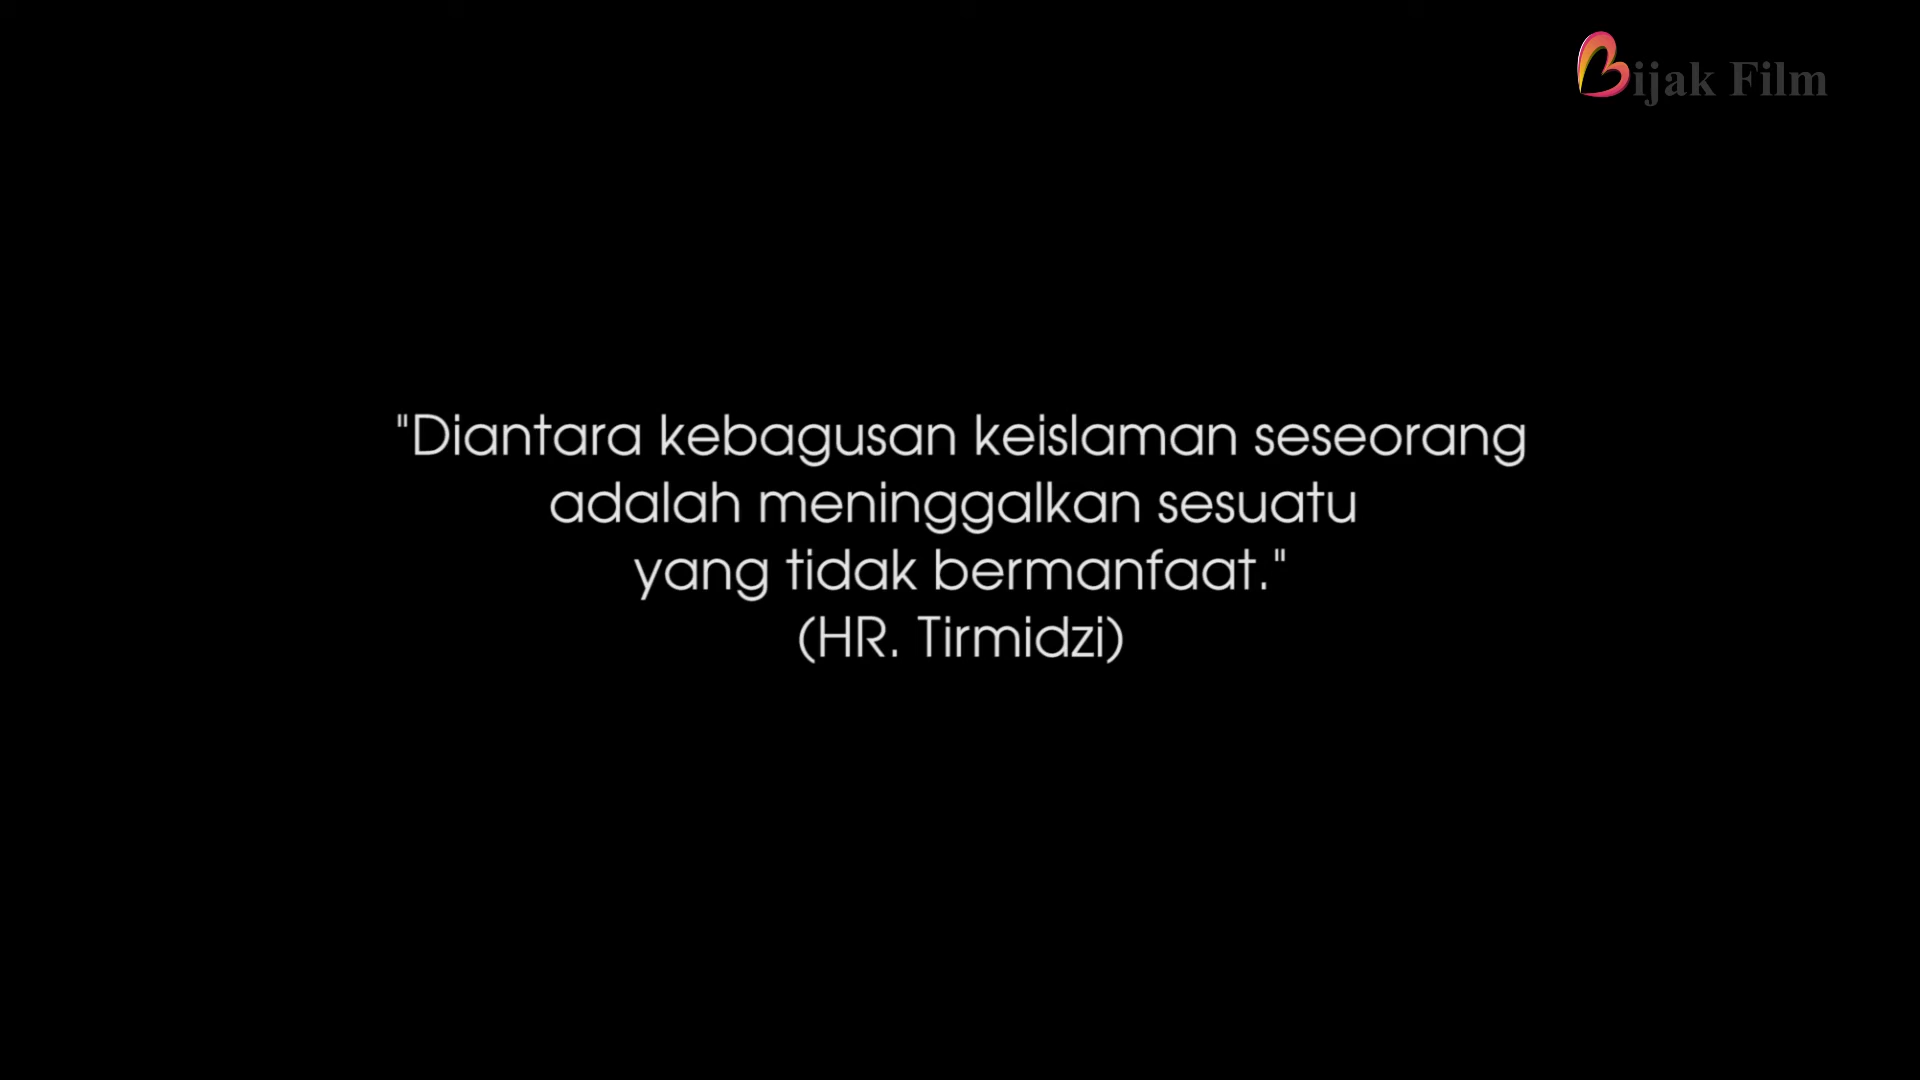 Bijak Film
"Diantara kebagusan keislaman seseorang
adalah meninggalkan sesuatu
yang tidak bermanfaat."
(HR. Tirmidzi)